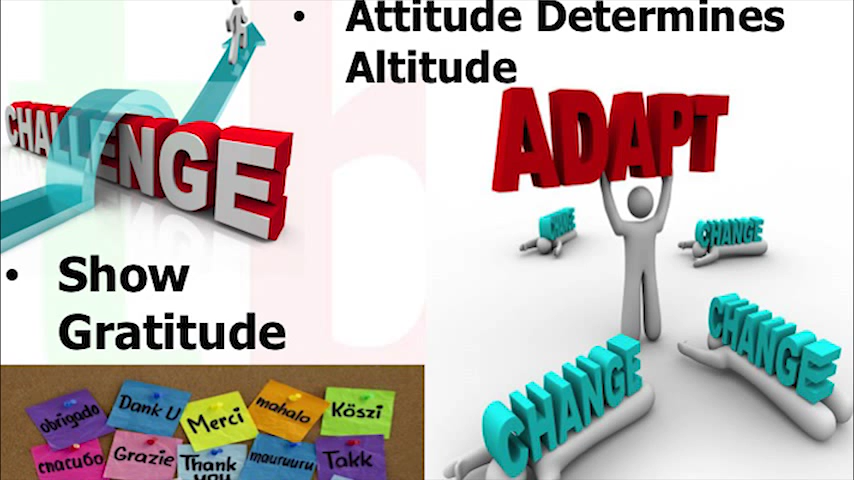 • Attitude Determines
Altitude
CHALLENGE
ADAPT
CHANGE
CHANGE
CHANGE
CHANGE
• Show
Gratitude
obrigado
Dank U
Merci
mahalo
Köszi
спасибо
Grazie
Thank
you
mauruuru
Takk